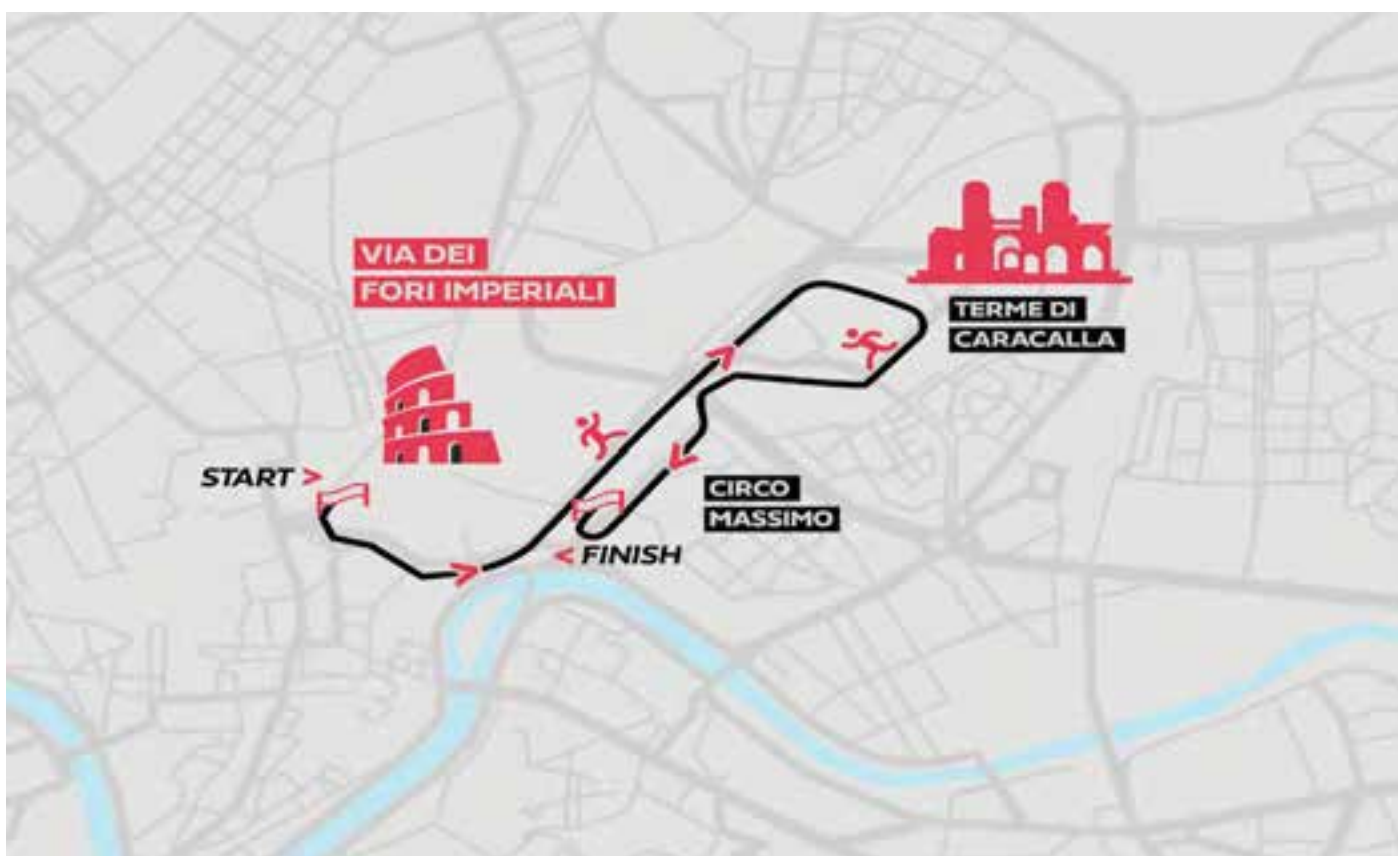 VIA DEI
FORI IMPERIALI
TERME DI
CARACALLA
START >
CIRCO
MASSIMO
< FINISH